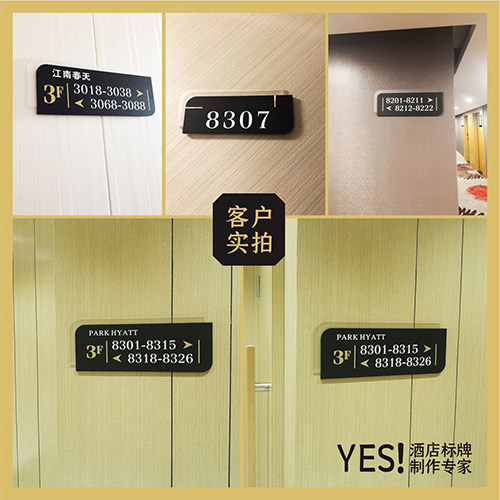 江南春天
3F
3018-3038
3068-3088
8307
8201-8211
8212-8222
客户
实拍
PARK HYATT
3F
8301-8315
8318-8326
PARK HYATT
3F
8301-8315
8318-8326
YES!
酒店标牌
制作专家